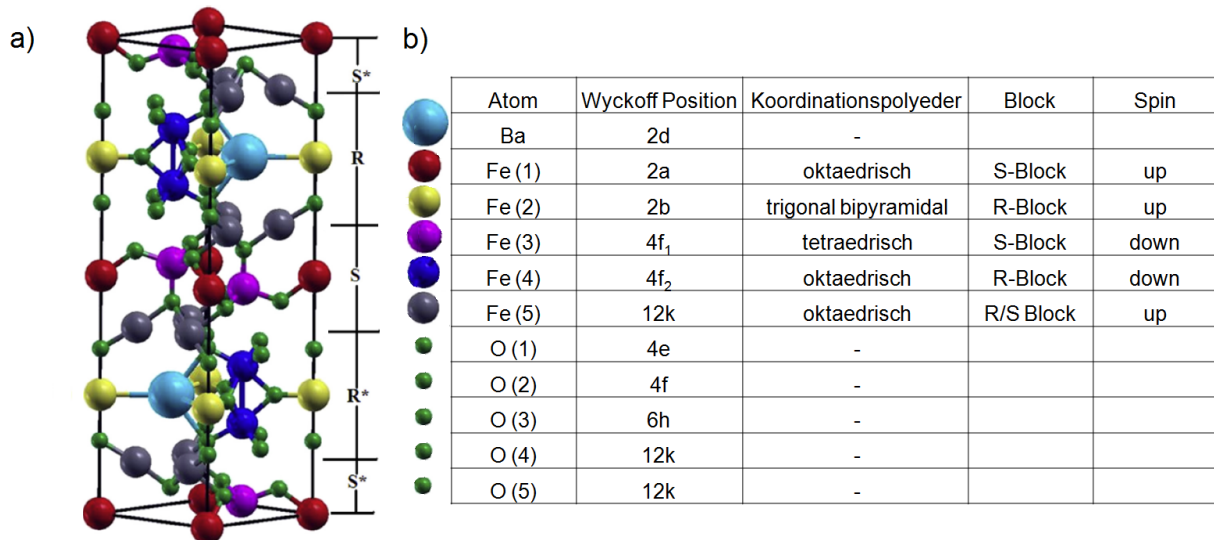 a)
S*
R
S
R*
S*
b)
Atom Wyckoff Position Koordinationspolyeder Block Spin
Ba 2d -
Fe (1) 2a oktaedrisch S-Block up
Fe (2) 2b trigonal bipyramidal R-Block up
Fe (3) 4f₁ tetraedrisch S-Block down
Fe (4) 4f₂ oktaedrisch R-Block down
Fe (5) 12k oktaedrisch R/S Block up
O (1) 4e -
O (2) 4f -
O (3) 6h -
O (4) 12k -
O (5) 12k -